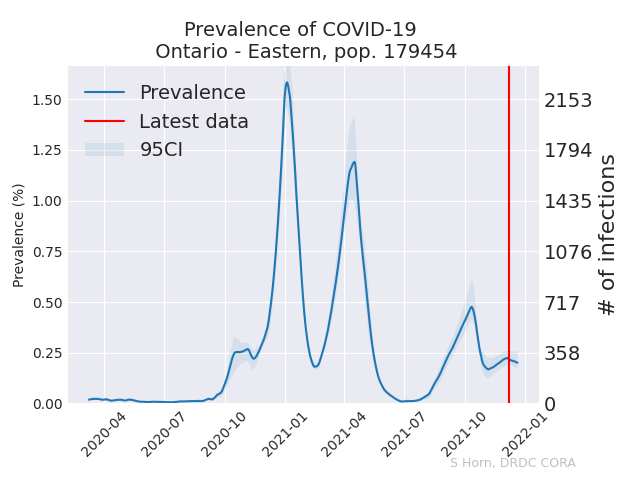 Prevalence of COVID-19
Ontario - Eastern, pop. 179454
Prevalence
Latest data
95CI
Prevalence (%)
1.50
1.25
1.00
0.75
0.50
0.25
0.00
2153
1794
1435
1076
717
358
0
# of infections
2020-04
2020-07
2020-10
2021-01
2021-04
2021-07
2021-10
2022-01
S Horn, DRDC CORA